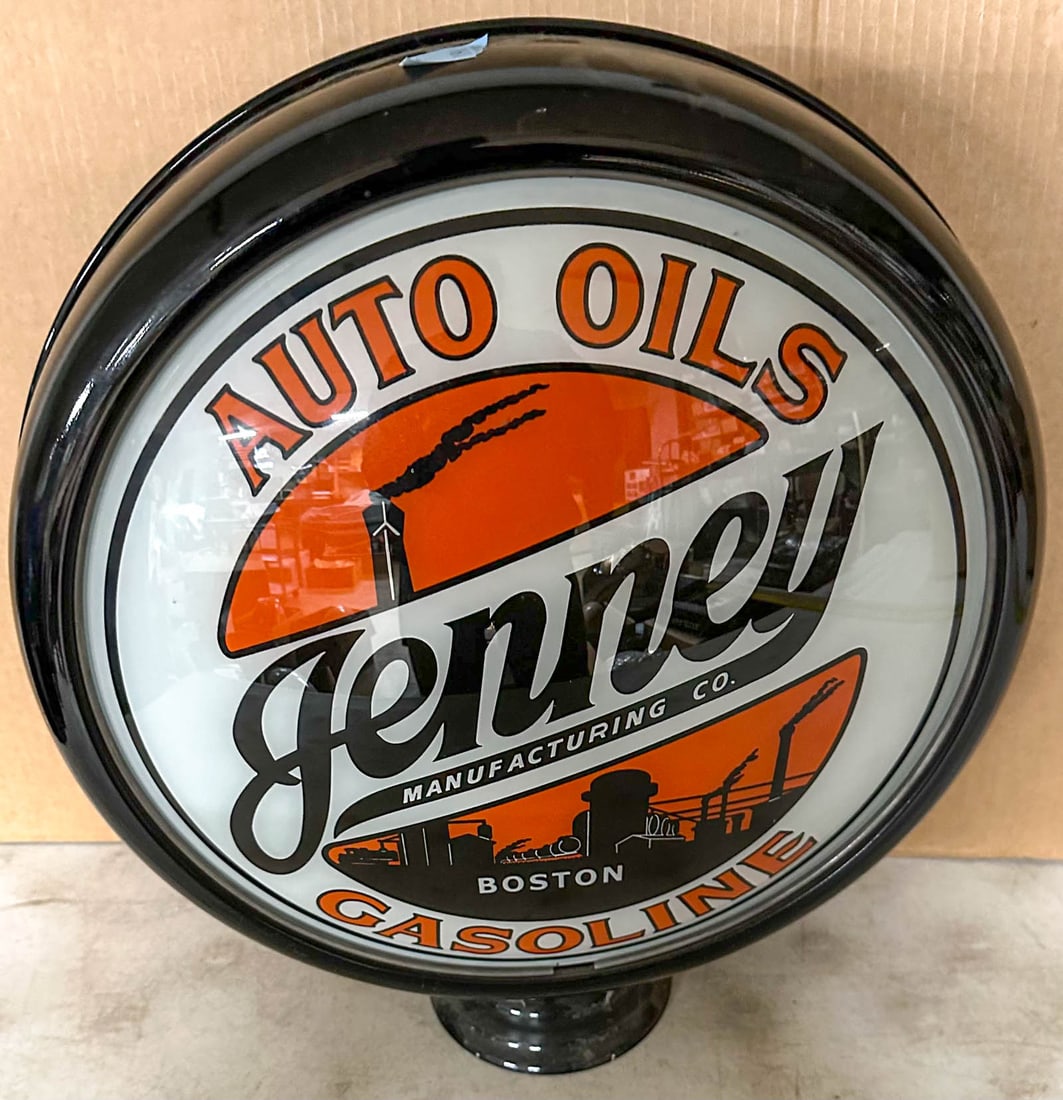 AUTO OILS
Jenney
MANUFACTURING CO.
BOSTON
GASOLINE